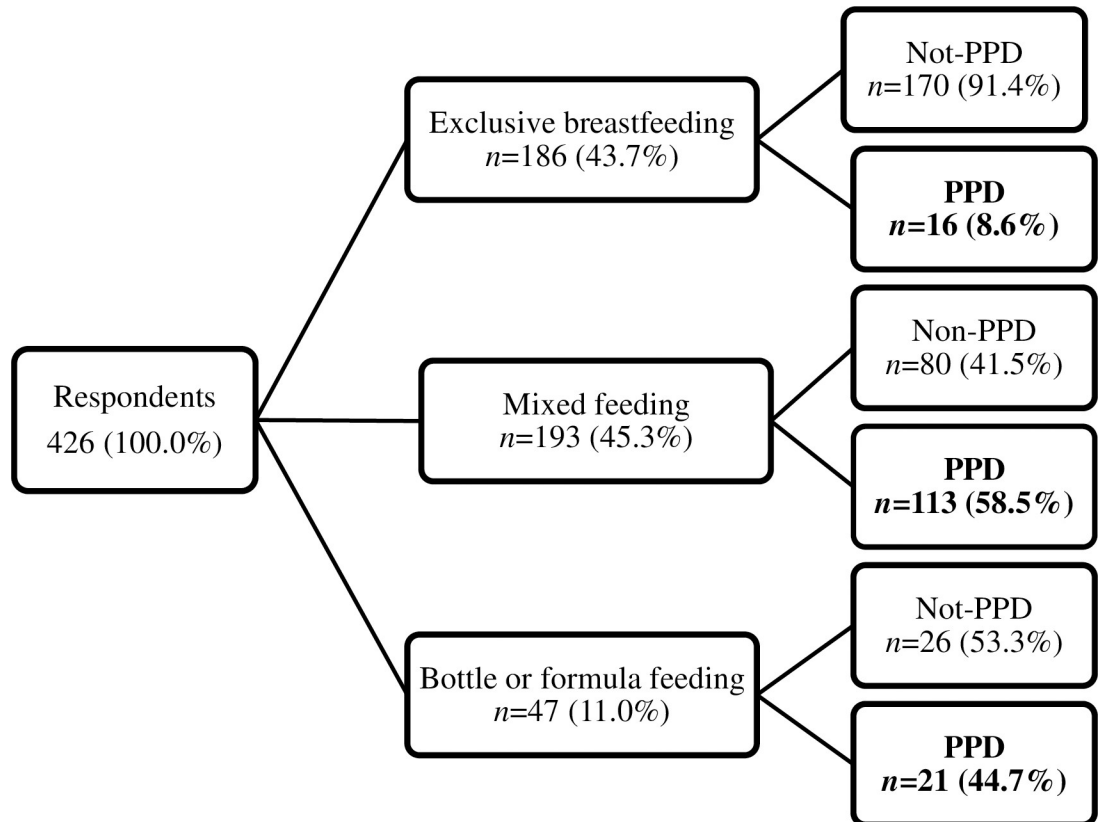 Respondents
426 (100.0%)
Exclusive breastfeeding
n=186 (43.7%)
Not-PPD
n=170 (91.4%)
PPD
n=16 (8.6%)
Mixed feeding
n=193 (45.3%)
Non-PPD
n=80 (41.5%)
PPD
n=113 (58.5%)
Bottle or formula feeding
n=47 (11.0%)
Not-PPD
n=26 (53.3%)
PPD
n=21 (44.7%)